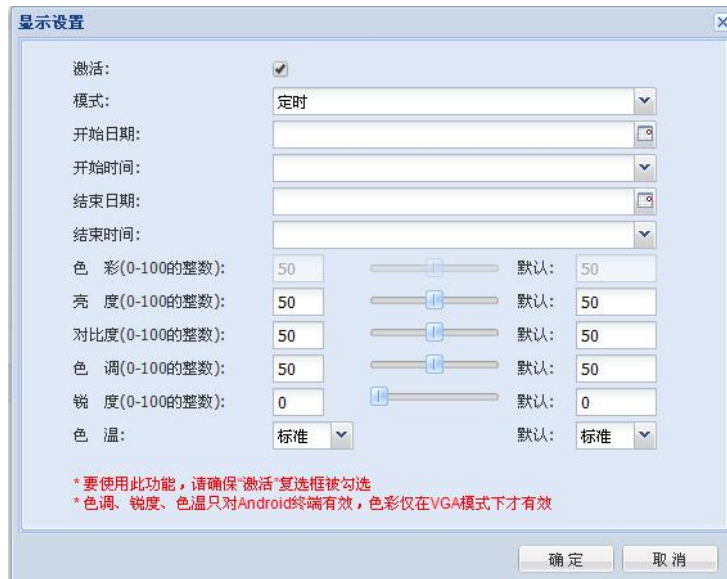 显示设置
激活:
模式: 定时
开始日期:
开始时间:
结束日期:
结束时间:
色 彩(0-100的整数): 50 默认: 50
亮 度(0-100的整数): 50 默认: 50
对比度(0-100的整数): 50 默认: 50
色 调(0-100的整数): 50 默认: 50
锐 度(0-100的整数): 0 默认: 0
色 温: 标准 默认: 标准
*要使用此功能，请确保“激活”复选框被勾选
*色调、锐度、色温只对Android终端有效，色彩仅在VGA模式下才有效
确定 取消